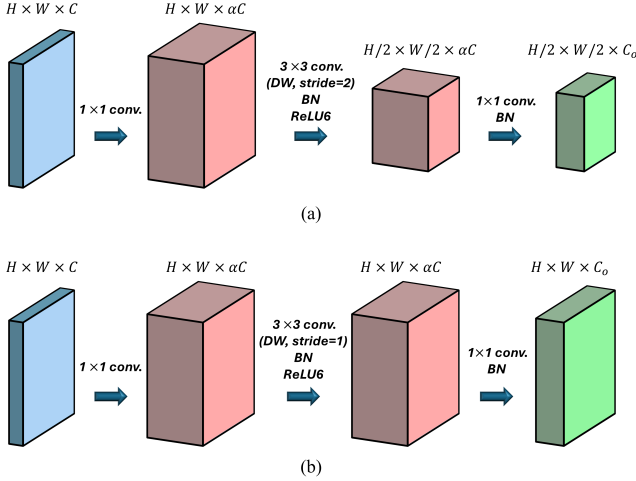 H × W × C
H × W × αC
1 ×1 conv.
3 ×3 conv.
(DW, stride=2)
BN
ReLU6
H/2 × W/2 × αC
1×1 conv.
BN
H/2 × W/2 × Cₒ
(a)
H × W × C
H × W × αC
1 ×1 conv.
3 ×3 conv.
(DW, stride=1)
BN
ReLU6
H × W × αC
1×1 conv.
BN
H × W × Cₒ
(b)